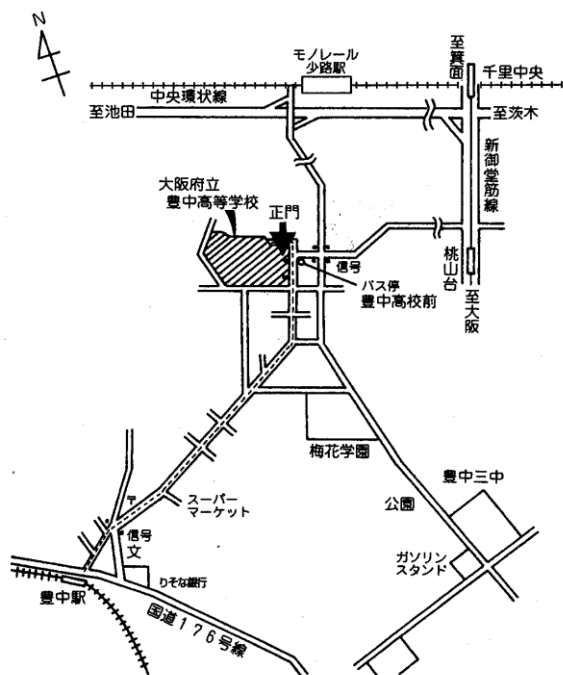 N
モノレール
少路駅
至箕面
千里中央
中央環状線
至池田
至茨木
新御堂筋線
大阪府立
豊中高等学校
正門
信号
バス停
豊中高校前
桃山台
至大阪
梅花学園
豊中三中
スーパー
マーケット
公園
〒
信号
文
ガソリン
スタンド
りそな銀行
豊中駅
国道176号線